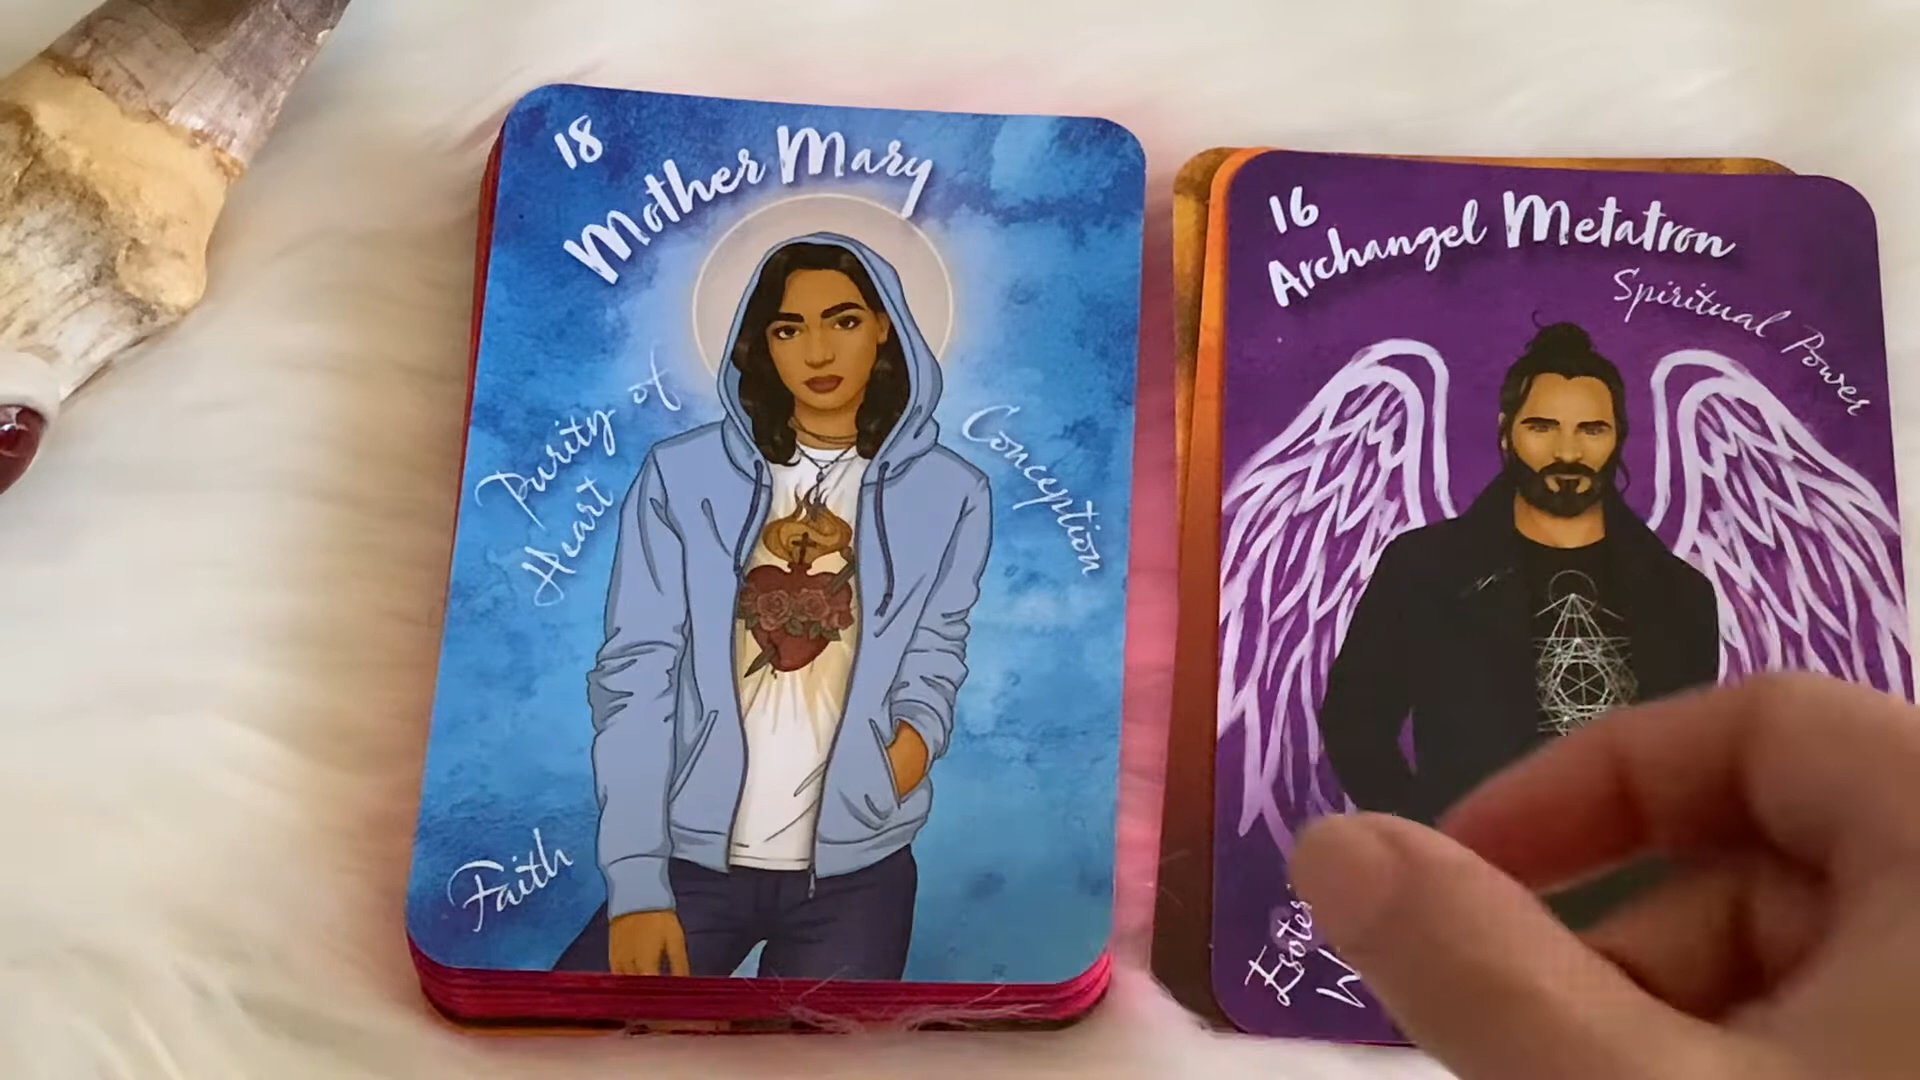 18
Mother Mary
Purity of
Heart
Conception
Faith
16
Archangel Metatron
Spiritual Power